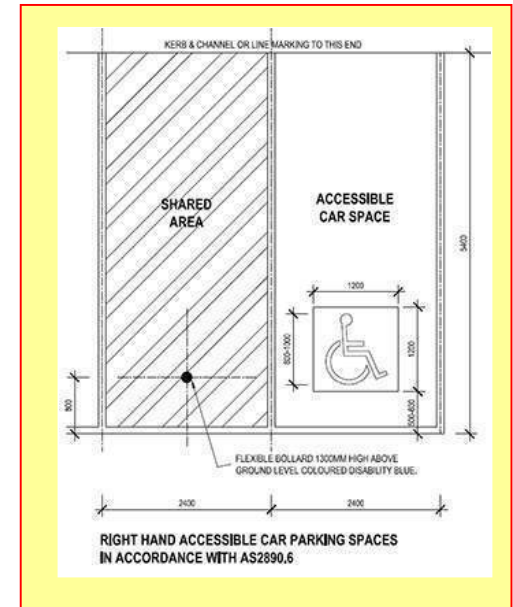 KERB & CHANNEL OR LINE MARKING TO THIS END
SHARED
AREA
ACCESSIBLE
CAR SPACE
5400
1200
800-1000
1200
800
500-600
FLEXIBLE BOLLARD 1300MM HIGH ABOVE
GROUND LEVEL COLOURED DISABILITY BLUE.
2400
2400
RIGHT HAND ACCESSIBLE CAR PARKING SPACES
IN ACCORDANCE WITH AS2890.6